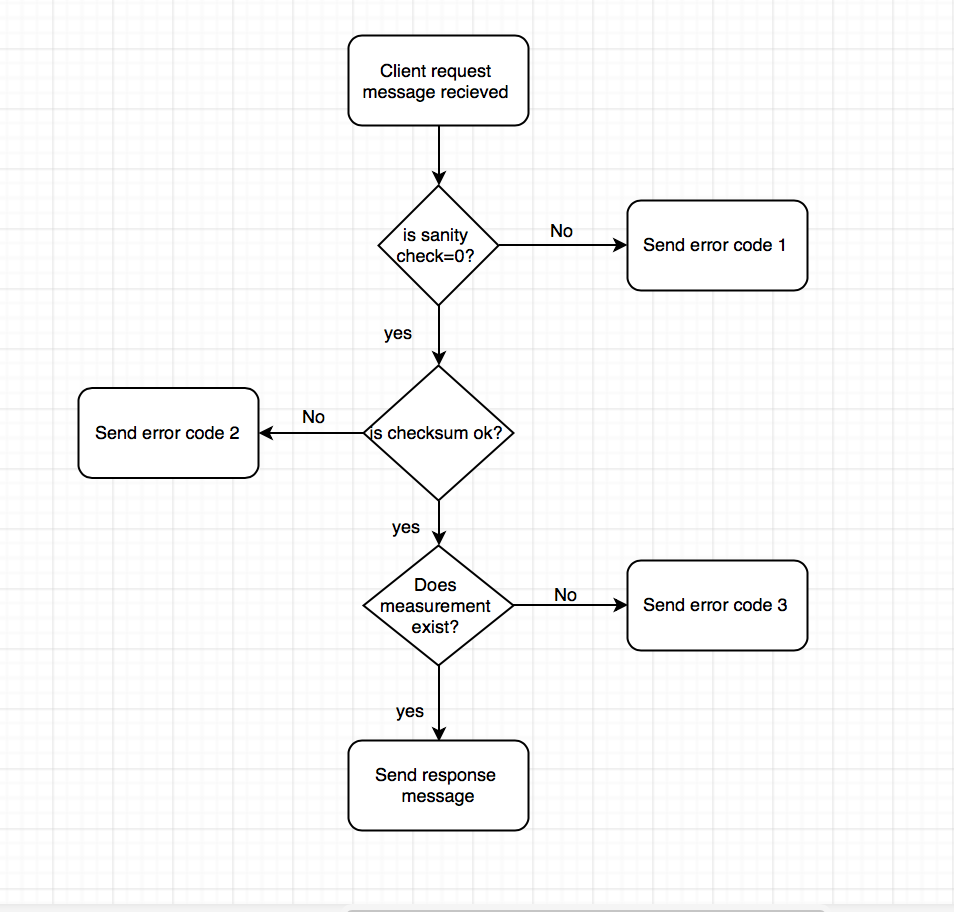 Client request
message recieved
is sanity
check=0?
No
Send error code 1
yes
Send error code 2
No
is checksum ok?
yes
Does
measurement
exist?
No
Send error code 3
yes
Send response
message